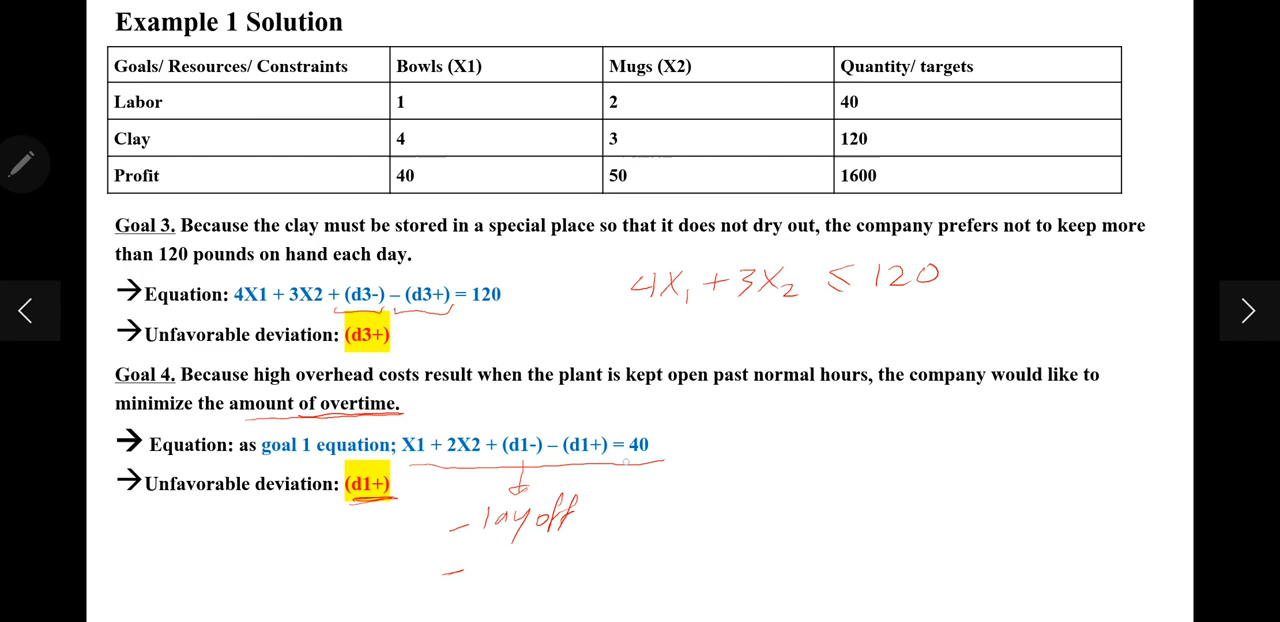 Example 1 Solution
Goals/ Resources/ Constraints Bowls (X1) Mugs (X2) Quantity/ targets
Labor 1 2 40
Clay 4 3 120
Profit 40 50 1600
Goal 3. Because the clay must be stored in a special place so that it does not dry out, the company prefers not to keep more
than 120 pounds on hand each day.
4X₁ + 3X₂ ≤ 120
→Equation: 4X1 + 3X2 + (d3-) – (d3+) = 120
→Unfavorable deviation: (d3+)
Goal 4. Because high overhead costs result when the plant is kept open past normal hours, the company would like to
minimize the amount of overtime.
→ Equation: as goal 1 equation; X1 + 2X2 + (d1-) – (d1+) = 40
→Unfavorable deviation: (d1+)
- layoff
-